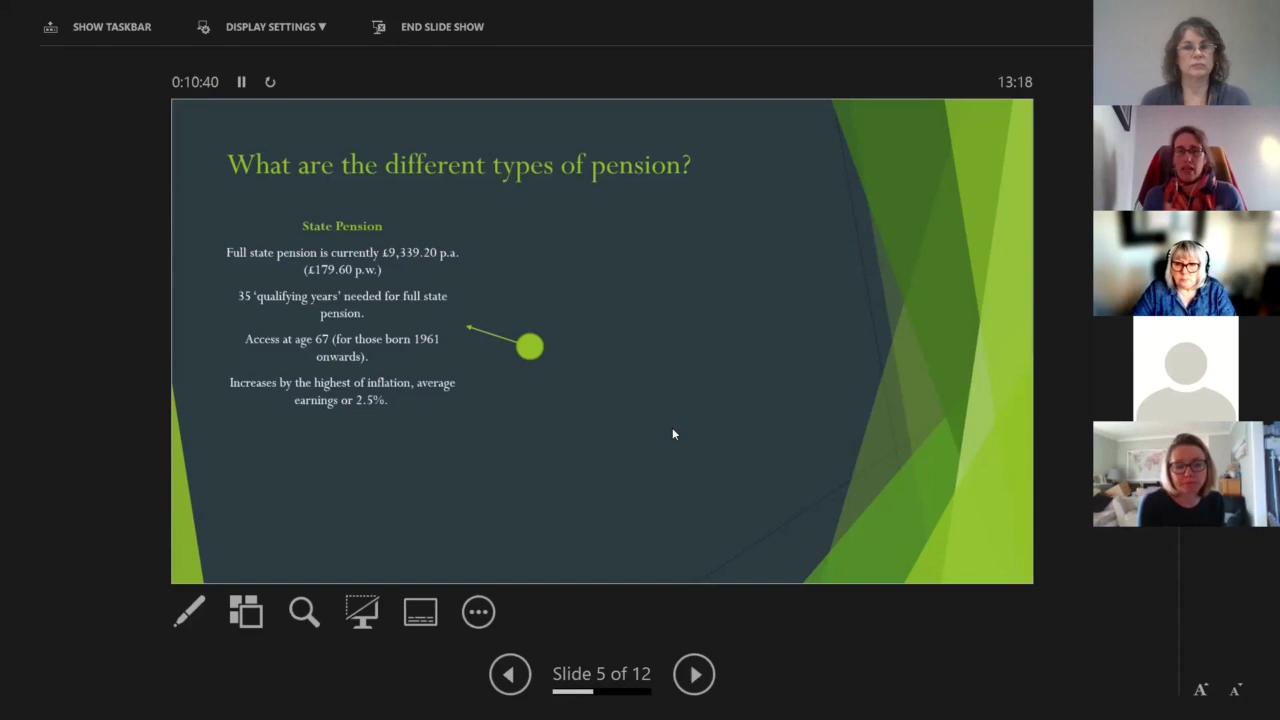 SHOW TASKBAR
DISPLAY SETTINGS ▼
END SLIDE SHOW
0:10:40
13:18
What are the different types of pension?
State Pension
Full state pension is currently £9,339.20 p.a.
(£179.60 p.w.)
35 ‘qualifying years’ needed for full state
pension.
Access at age 67 (for those born 1961
onwards).
Increases by the highest of inflation, average
earnings or 2.5%.
Slide 5 of 12
A A